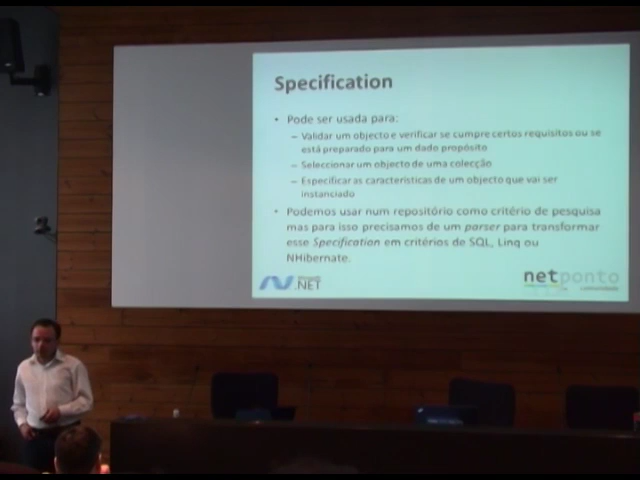 Specification
• Pode ser usada para:
– Validar um objecto e verificar se cumpre certos requisitos ou se
está preparado para um dado propósito
– Seleccionar um objecto de uma colecção
– Especificar as características de um objecto que vai ser
instanciado
• Podemos usar num repositório como critério de pesquisa
mas para isso precisamos de um parser para transformar
esse Specification em critérios de SQL, Linq ou
NHibernate.
Microsoft
.NET
netponto
comunidade